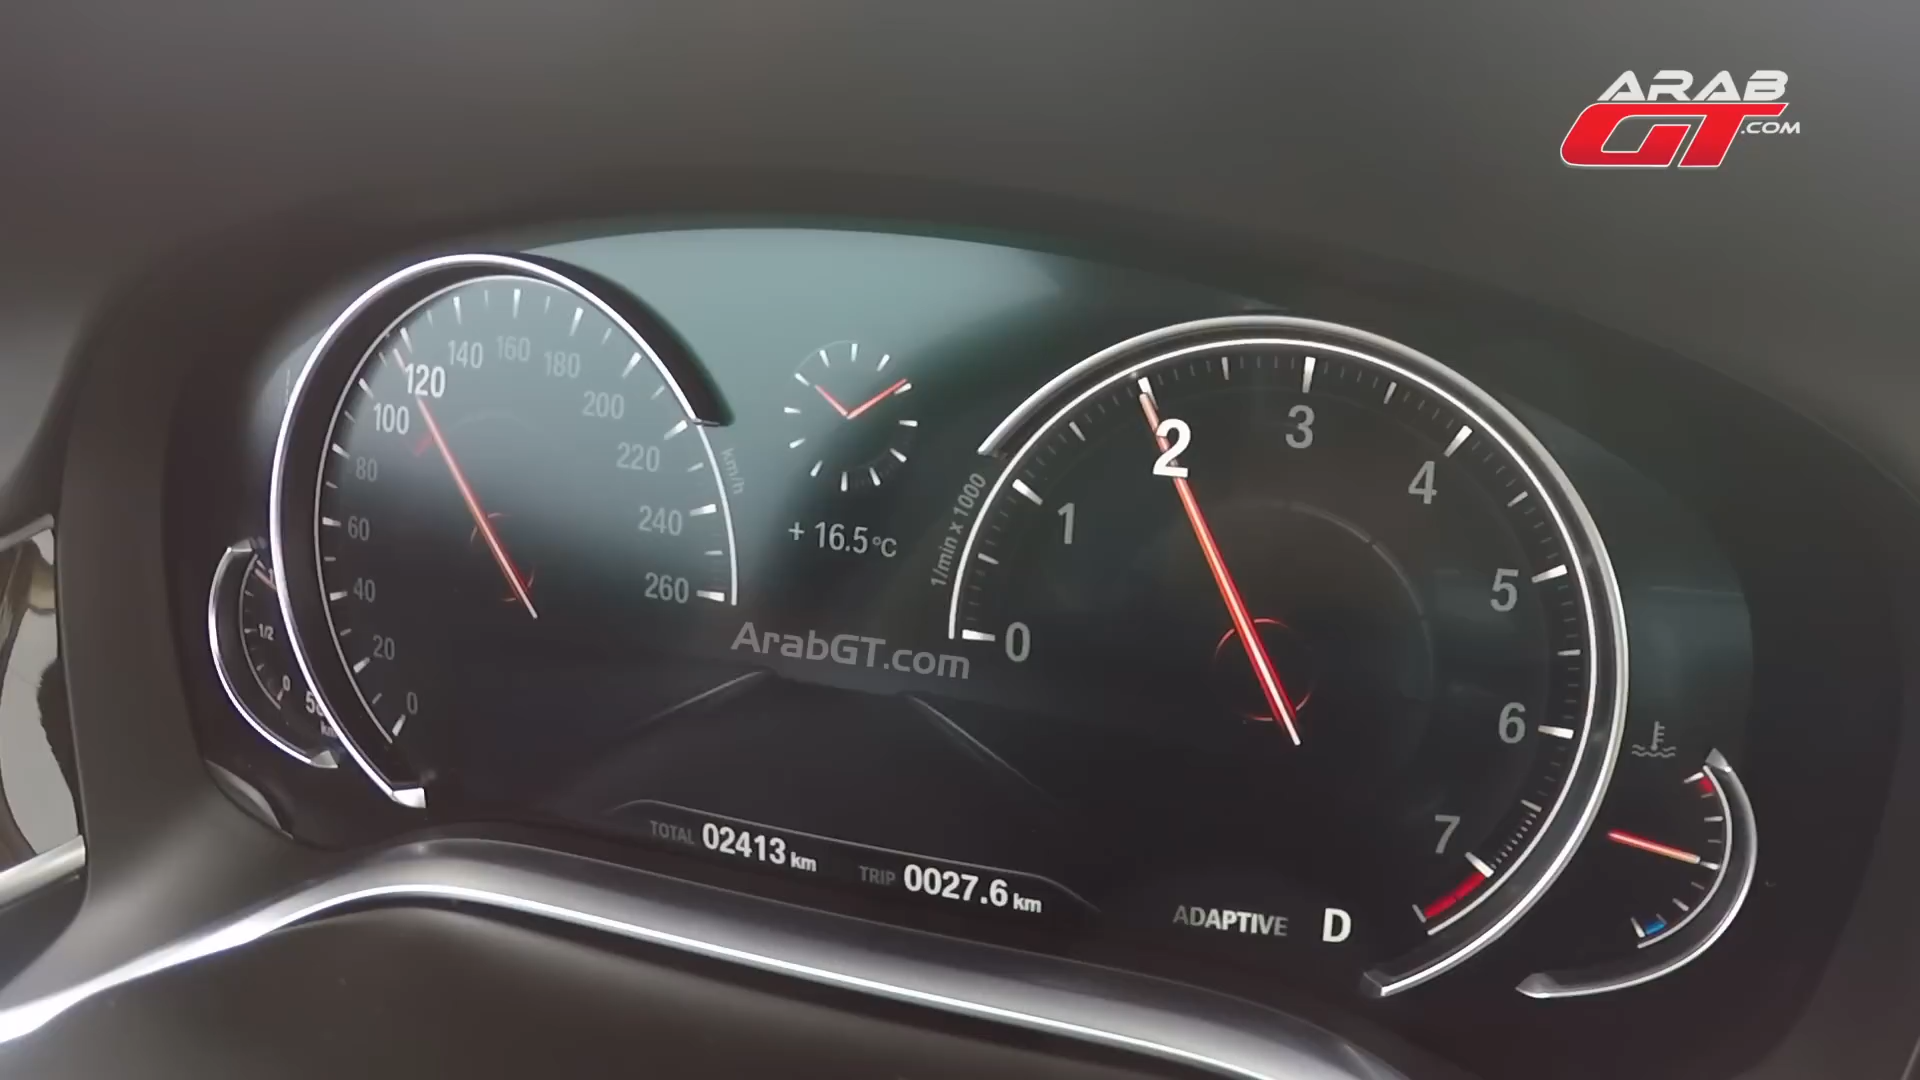 ARAB
GT.COM
0
20
40
60
80
100
120
140
160
180
200
220
240
260
km/h
1/2
0
+ 16.5 °C
1/min x 1000
0
1
2
3
4
5
6
7
ArabGT.com
TOTAL 02413 km
TRIP 0027.6 km
ADAPTIVE D